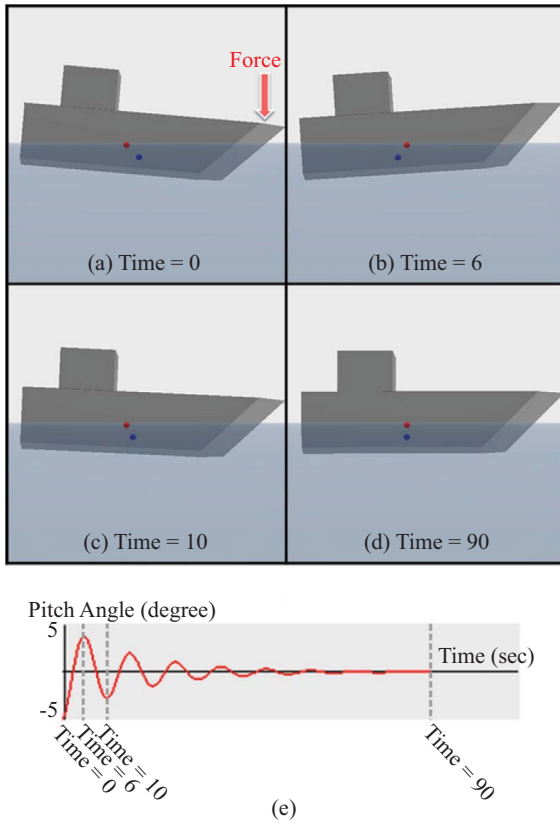 Force
(a) Time = 0
(b) Time = 6
(c) Time = 10
(d) Time = 90
Pitch Angle (degree)
5
Time (sec)
-5
Time = 0
Time = 6
Time = 10
Time = 90
(e)